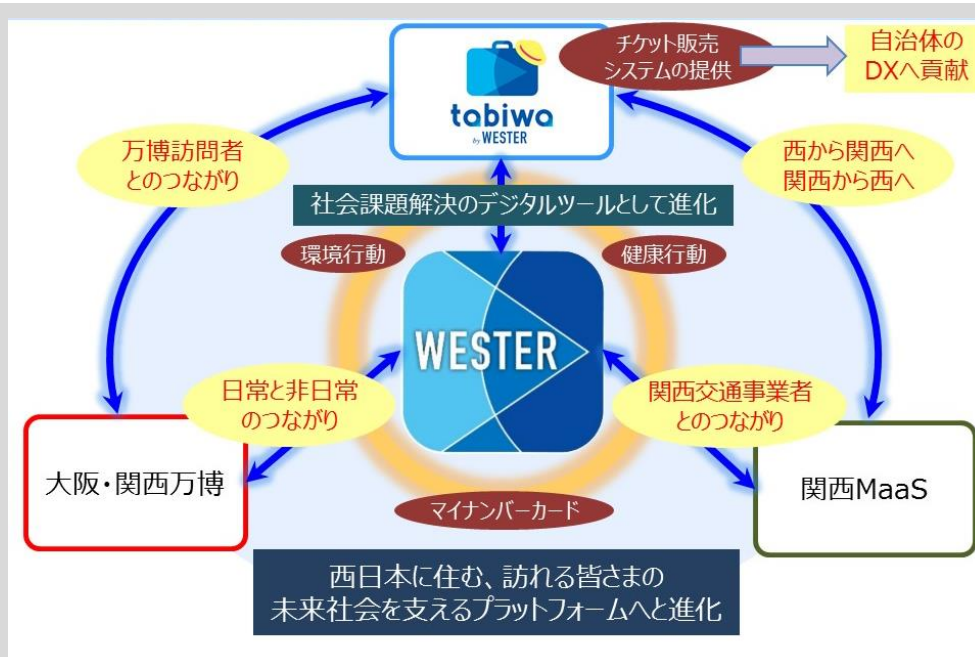 チケット販売
システムの提供
自治体の
DXへ貢献
tabiwa
by WESTER
万博訪問者
とのつながり
西から関西へ
関西から西へ
社会課題解決のデジタルツールとして進化
環境行動
健康行動
WESTER
日常と非日常
のつながり
関西交通事業者
とのつながり
大阪・関西万博
関西MaaS
マイナンバーカード
西日本に住む、訪れる皆さまの
未来社会を支えるプラットフォームへと進化